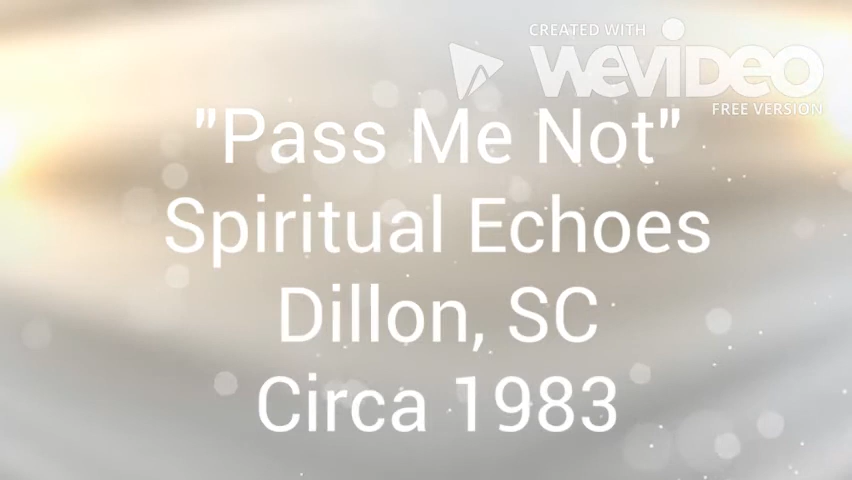 CREATED WITH
WEVIDEO
FREE VERSION
"Pass Me Not"
Spiritual Echoes
Dillon, SC
Circa 1983